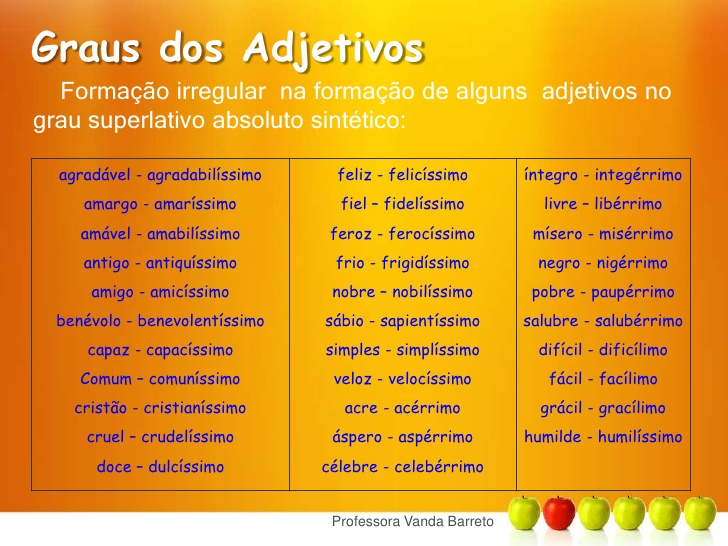 Graus dos Adjetivos
Formação irregular na formação de alguns adjetivos no
grau superlativo absoluto sintético:
agradável - agradabilíssimo
amargo - amaríssimo
amável - amabilíssimo
antigo - antiquíssimo
amigo - amicíssimo
benévolo - benevolentíssimo
capaz - capacíssimo
Comum – comuníssimo
cristão - cristianíssimo
cruel – crudelíssimo
doce – dulcíssimo
feliz - felicíssimo
fiel – fidelíssimo
feroz - ferocíssimo
frio - frigidíssimo
nobre – nobilíssimo
sábio - sapientíssimo
simples - simplíssimo
veloz - velocíssimo
acre - acérrimo
áspero - aspérrimo
célebre - celebérrimo
íntegro - integérrimo
livre – libérrimo
mísero - misérrimo
negro - nigérrimo
pobre - paupérrimo
salubre - salubérrimo
difícil - dificílimo
fácil - facílimo
grácil - gracílimo
humilde - humilíssimo
Professora Vanda Barreto